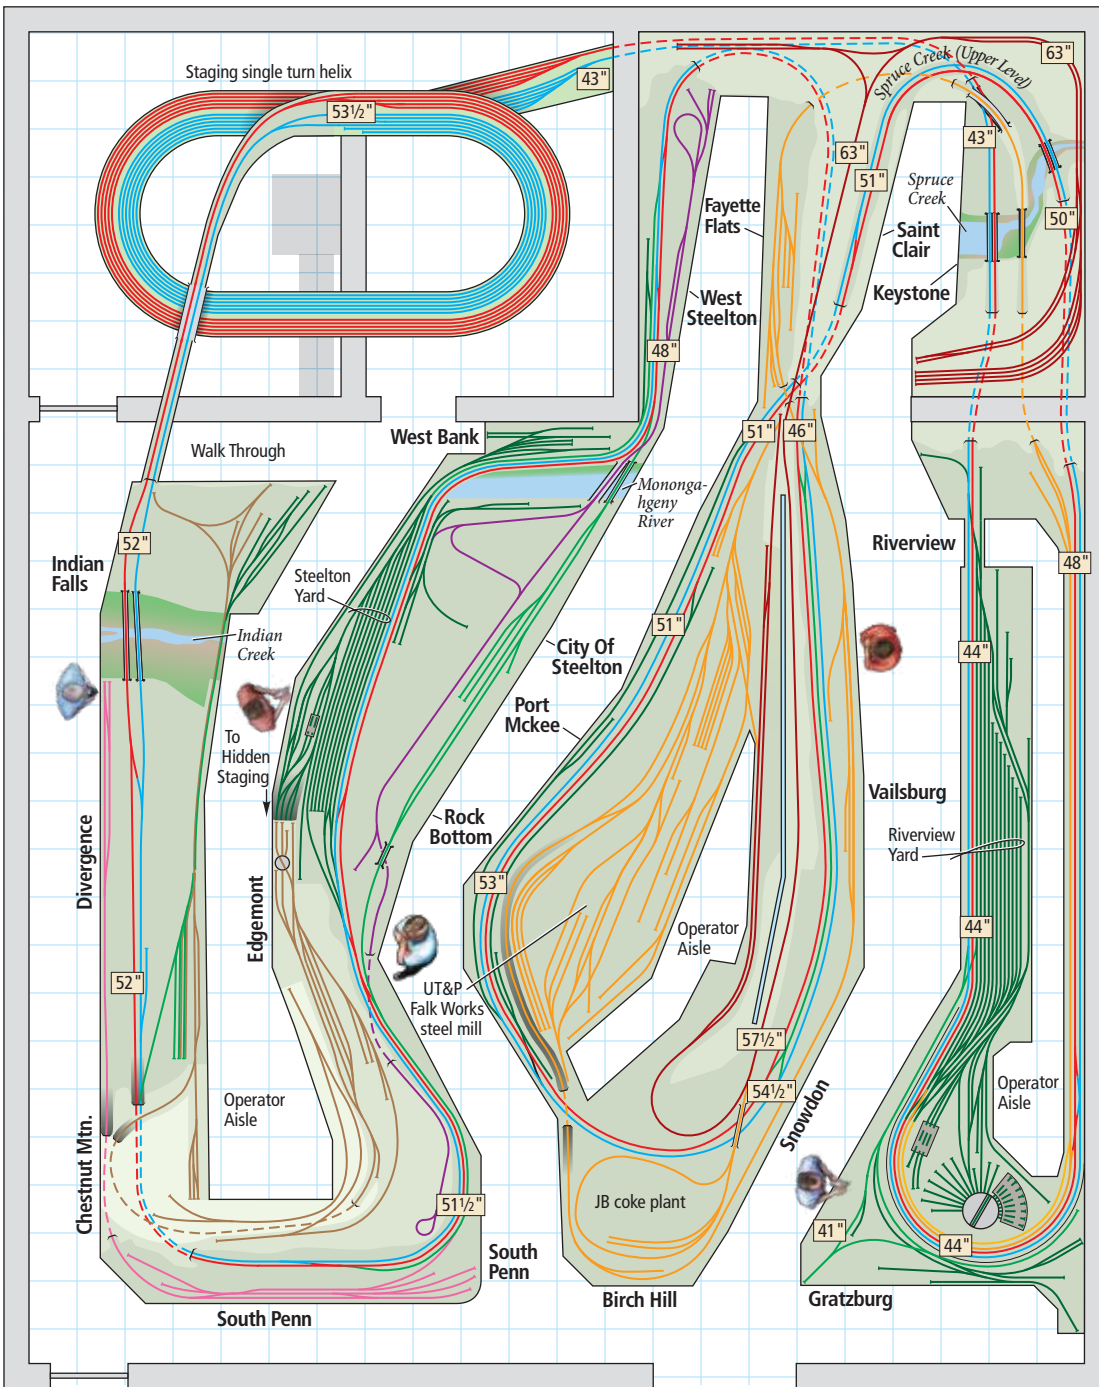 Staging single turn helix
43"
53½"
63"
Spruce Creek (Upper Level)
43"
63"
51"
Spruce
Creek
50"
Fayette
Flats
Saint
Clair
Keystone
West
Steelton
48"
West Bank
51"
46"
Walk Through
Mononga-
hgeny
River
52"
Riverview
48"
Indian
Falls
Steelton
Yard
Indian
Creek
51"
City Of
Steelton
44"
Port
Mckee
To
Hidden
Staging
Vailsburg
Rock
Bottom
Riverview
Yard
Divergence
53"
Edgemont
Operator
Aisle
44"
52"
UT&P
Falk Works
steel mill
57½"
54½"
Operator
Aisle
Operator
Aisle
Snowdon
Chestnut Mtn.
51½"
JB coke plant
41"
44"
South
Penn
Birch Hill
Gratzburg
South Penn